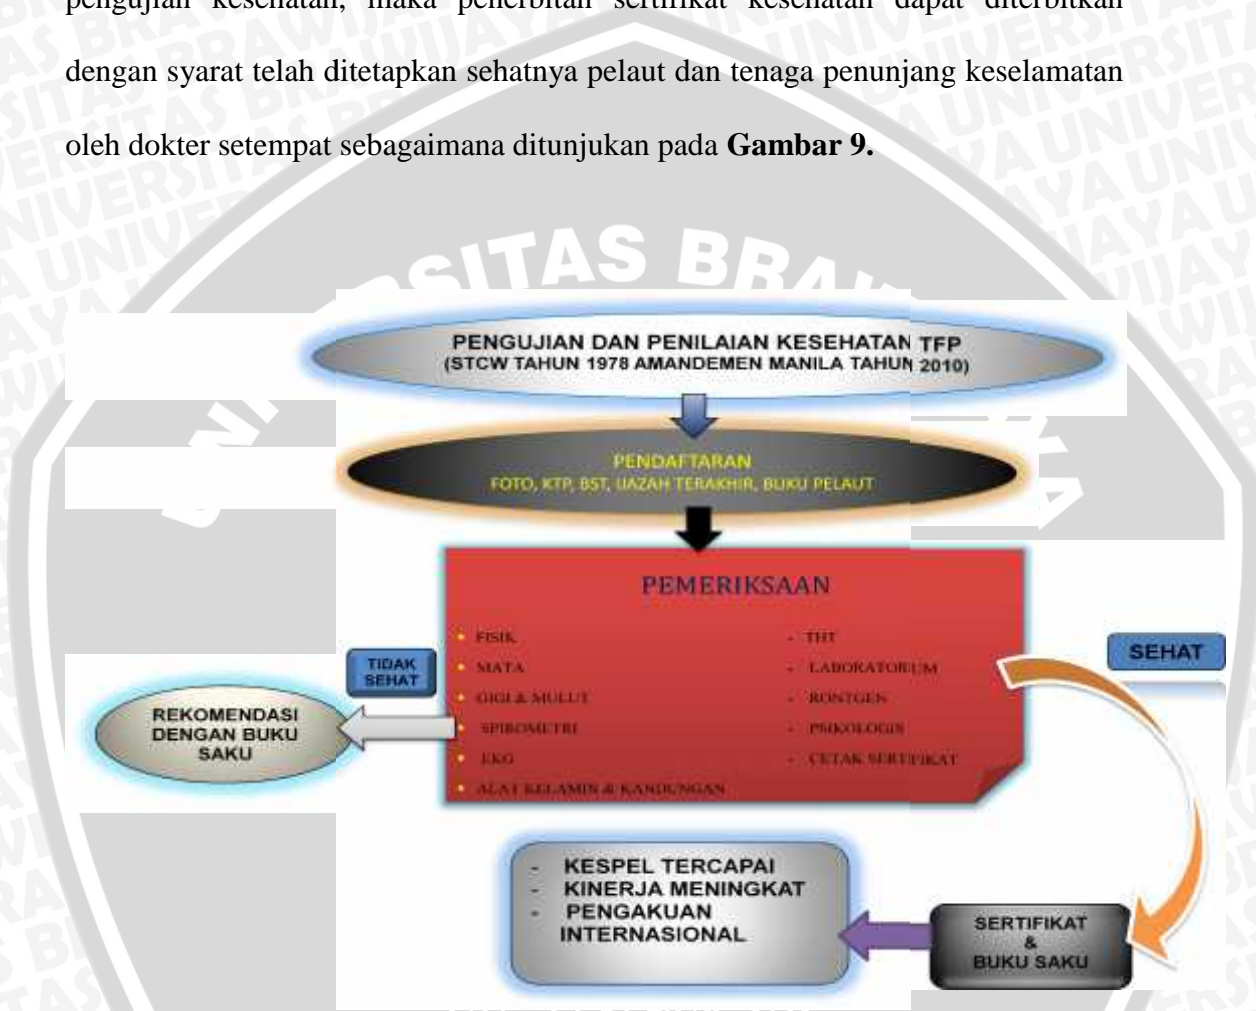 pengujian kesehatan, maka penerbitan sertifikat kesehatan dapat diterbitkan
dengan syarat telah ditetapkan sehatnya pelaut dan tenaga penunjang keselamatan
oleh dokter setempat sebagaimana ditunjukan pada Gambar 9.
PENGUJIAN DAN PENILAIAN KESEHATAN TFP
(STCW TAHUN 1978 AMANDEMEN MANILA TAHUN 2010)
PENDAFTARAN
FOTO, KTP, BST, IJAZAH TERAKHIR, BUKU PELAUT
PEMERIKSAAN
• FISIK
• MATA
• GIGI & MULUT
• SPIROMETRI
• EKG
• ALAT KELAMIN & KANDUNGAN
- THT
- LABORATORIUM
- RONTGEN
- PSIKOLOGIS
- CETAK SERTIFIKAT
TIDAK
SEHAT
REKOMENDASI
DENGAN BUKU
SAKU
SEHAT
SERTIFIKAT
&
BUKU SAKU
- KESPEL TERCAPAI
- KINERJA MENINGKAT
- PENGAKUAN
INTERNASIONAL